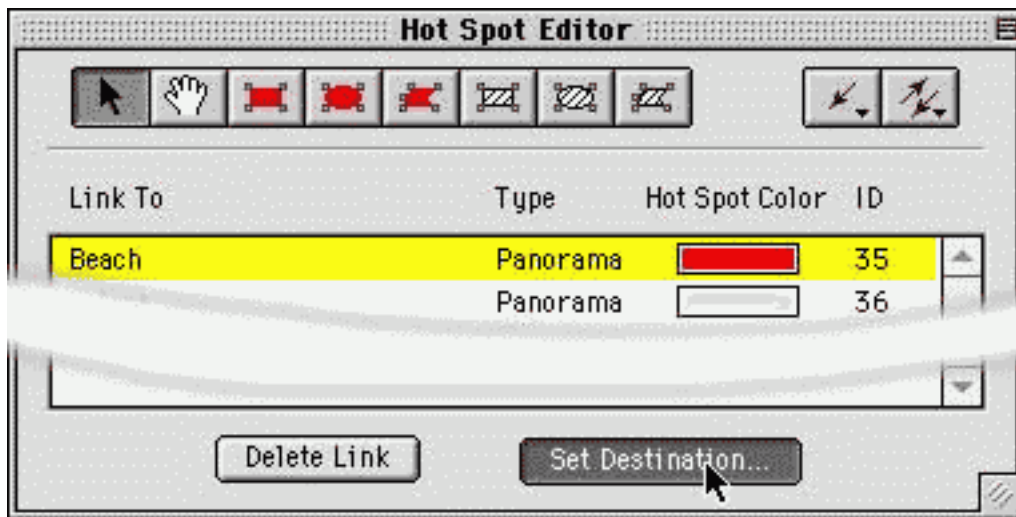 Hot Spot Editor
Link To Type Hot Spot Color ID
Beach Panorama 35
Panorama 36
Delete Link Set Destination...